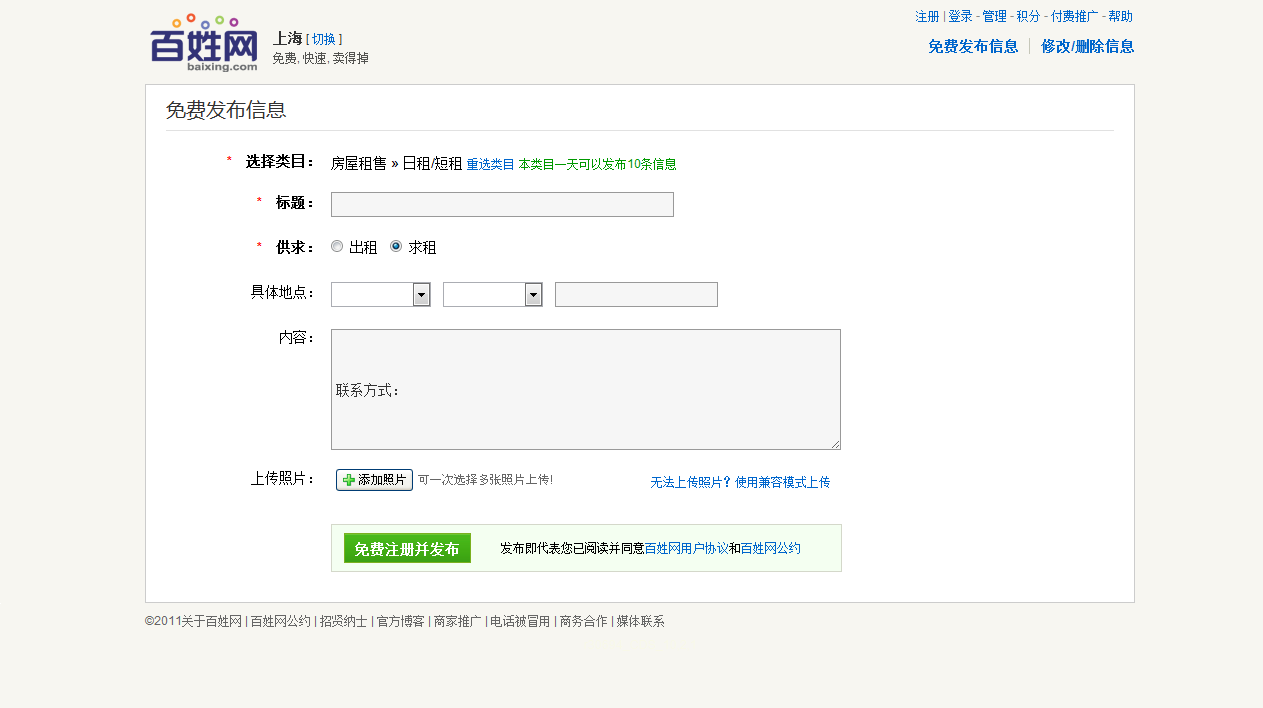 百姓网
baixing.com
上海 [ 切换 ]
免费, 快速, 卖得掉
注册 | 登录 - 管理 - 积分 - 付费推广 - 帮助
免费发布信息 | 修改/删除信息
免费发布信息
* 选择类目： 房屋租售 » 日租/短租 重选类目 本类目一天可以发布10条信息
* 标题：
* 供求： 出租 求租
具体地点：
内容：
联系方式：
上传照片： 添加照片 可一次选择多张照片上传! 无法上传照片？使用兼容模式上传
免费注册并发布 发布即代表您已阅读并同意百姓网用户协议和百姓网公约
©2011关于百姓网 | 百姓网公约 | 招贤纳士 | 官方博客 | 商家推广 | 电话被冒用 | 商务合作 | 媒体联系